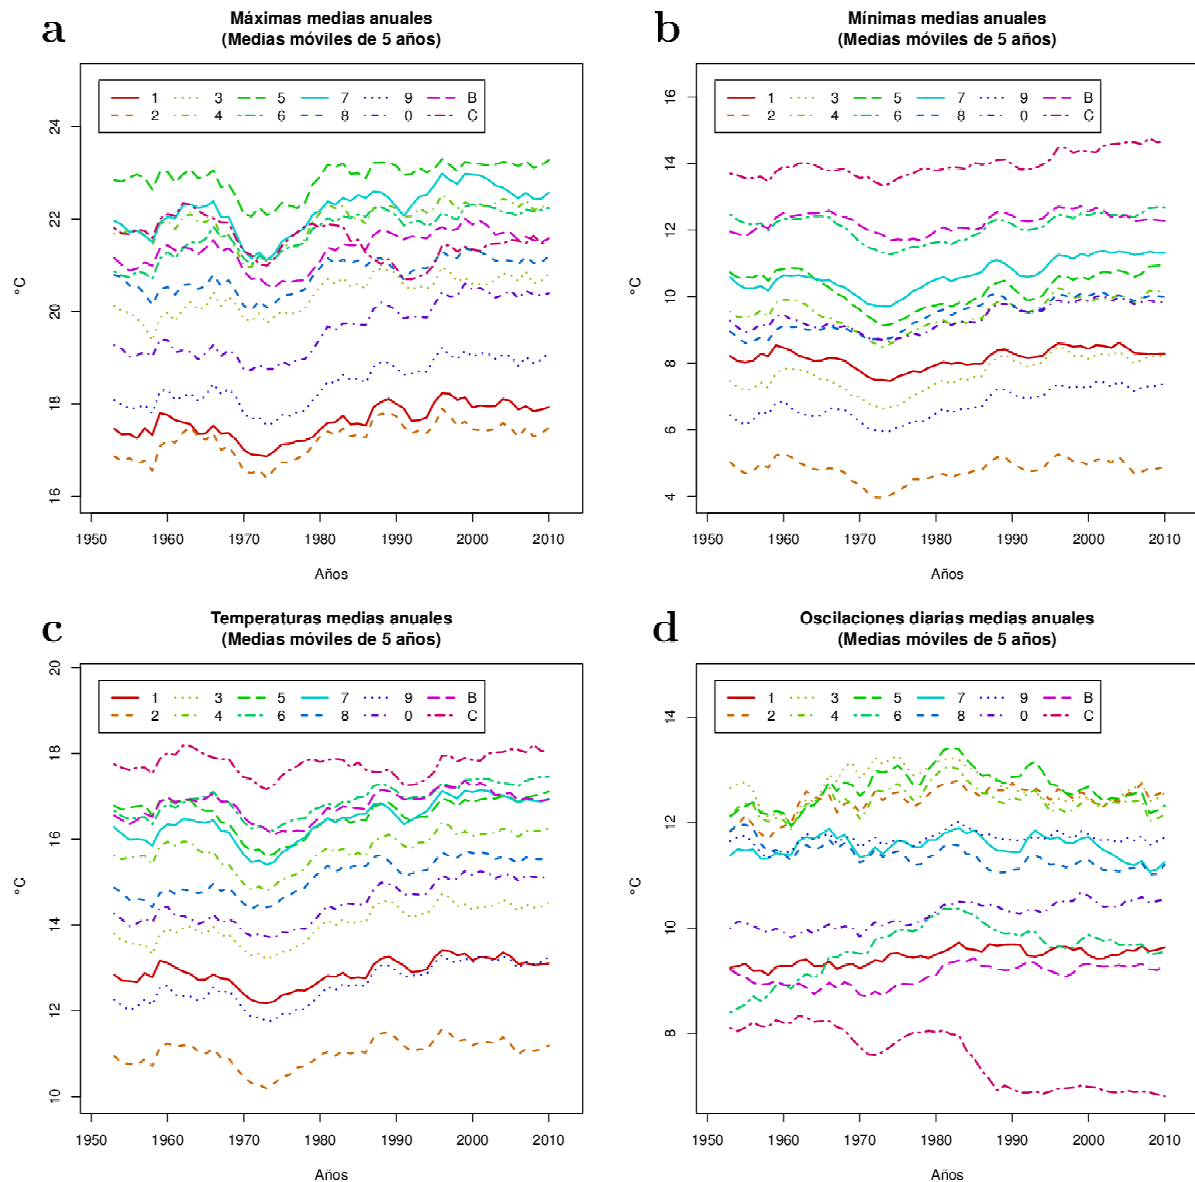 a
Máximas medias anuales
(Medias móviles de 5 años)
1 3 5 7 9 B
2 4 6 8 0 C
24
22
20
18
16
°C
1950 1960 1970 1980 1990 2000 2010
Años
b
Mínimas medias anuales
(Medias móviles de 5 años)
1 3 5 7 9 B
2 4 6 8 0 C
16
14
12
10
8
6
4
°C
1950 1960 1970 1980 1990 2000 2010
Años
c
Temperaturas medias anuales
(Medias móviles de 5 años)
1 3 5 7 9 B
2 4 6 8 0 C
20
18
16
14
12
10
°C
1950 1960 1970 1980 1990 2000 2010
Años
d
Oscilaciones diarias medias anuales
(Medias móviles de 5 años)
1 3 5 7 9 B
2 4 6 8 0 C
14
12
10
8
°C
1950 1960 1970 1980 1990 2000 2010
Años